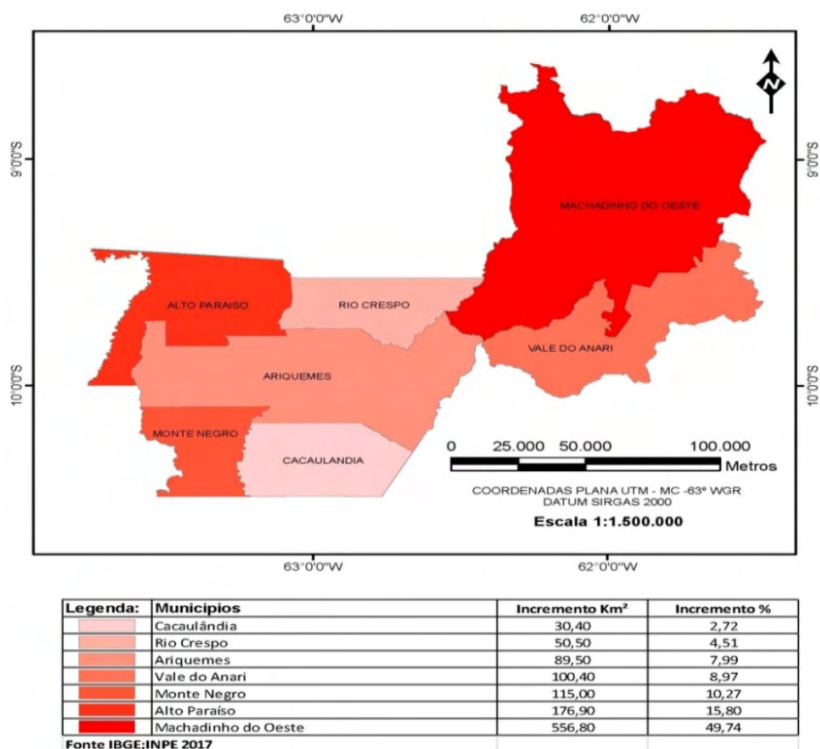 63°0'0"W 62°0'0"W
N
9°0'0"S 9°0'0"S
MACHADINHO DO OESTE
ALTO PARAISO
RIO CRESPO
VALE DO ANARI
ARIQUEMES
10°0'0"S 10°0'0"S
MONTE NEGRO
CACAULANDIA
0 25.000 50.000 100.000
Metros
COORDENADAS PLANA UTM - MC -63° WGR
DATUM SIRGAS 2000
Escala 1:1.500.000
63°0'0"W 62°0'0"W
Legenda: Municipios Incremento Km² Incremento %
Cacaulândia 30,40 2,72
Rio Crespo 50,50 4,51
Ariquemes 89,50 7,99
Vale do Anari 100,40 8,97
Monte Negro 115,00 10,27
Alto Paraíso 176,90 15,80
Machadinho do Oeste 556,80 49,74
Fonte IBGE;INPE 2017